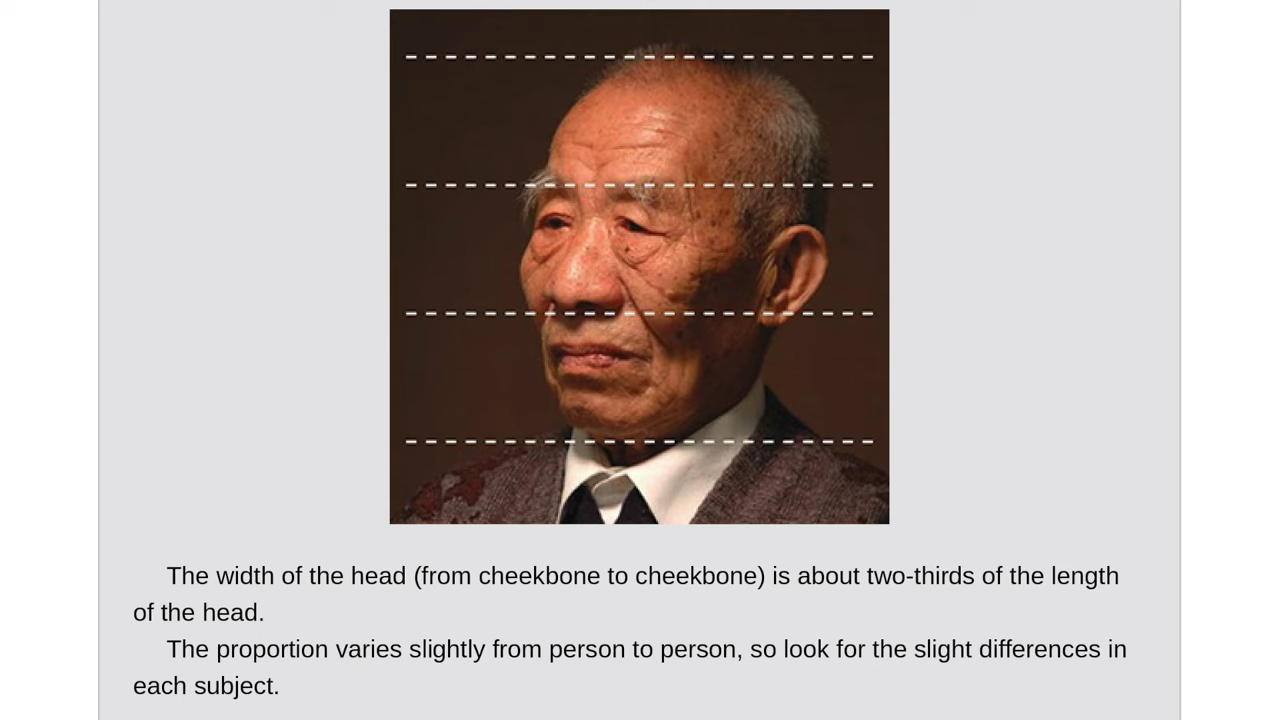 The width of the head (from cheekbone to cheekbone) is about two-thirds of the length
of the head.
The proportion varies slightly from person to person, so look for the slight differences in
each subject.